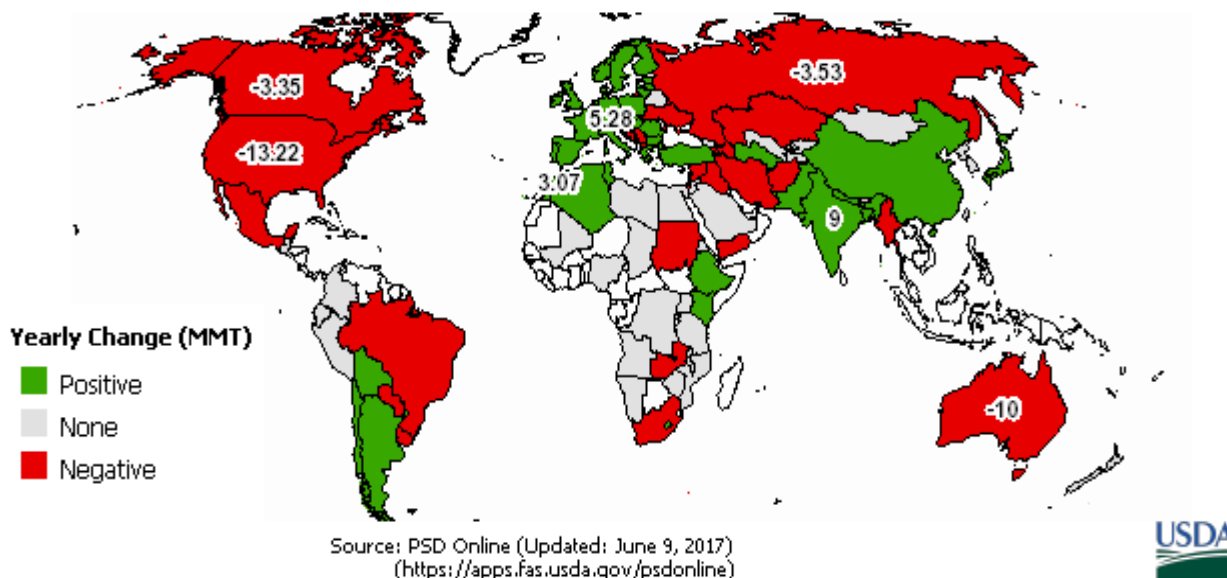 -3.35
-3.53
5.28
-13.22
3.07
9
-10
Yearly Change (MMT)
Positive
None
Negative
Source: PSD Online (Updated: June 9, 2017)
(https://apps.fas.usda.gov/psdonline)
USDA